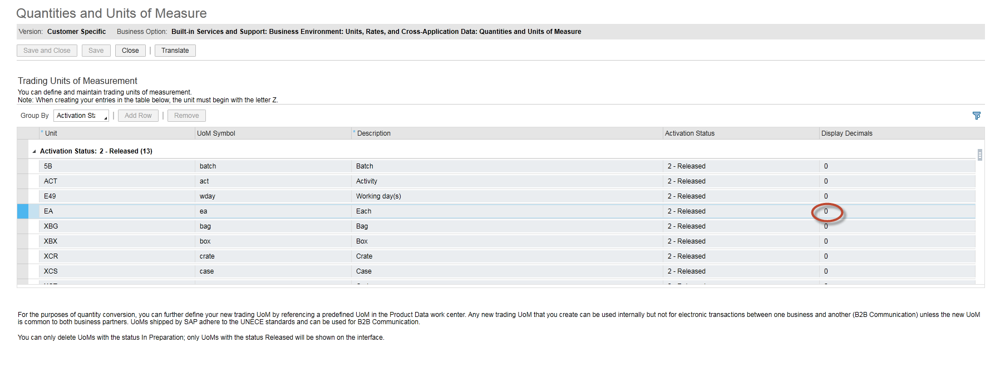 Quantities and Units of Measure
Version: Customer Specific Business Option: Built-in Services and Support: Business Environment: Units, Rates, and Cross-Application Data: Quantities and Units of Measure
Save and Close Save Close | Translate
Trading Units of Measurement
You can define and maintain trading units of measurement.
Note: When creating your entries in the table below, the unit must begin with the letter Z.
Group By Activation Sta | Add Row | Remove
* Unit UoM Symbol * Description Activation Status Display Decimals
Activation Status: 2 - Released (13)
5B batch Batch 2 - Released 0
ACT act Activity 2 - Released 0
E49 wday Working day(s) 2 - Released 0
EA ea Each 2 - Released 0
XBG bag Bag 2 - Released 0
XBX box Box 2 - Released 0
XCR crate Crate 2 - Released 0
XCS case Case 2 - Released 0
For the purposes of quantity conversion, you can further define your new trading UoM by referencing a predefined UoM in the Product Data work center. Any new trading UoM that you create can be used internally but not for electronic transactions between one business and another (B2B Communication) unless the new UoM
is common to both business partners. UoMs shipped by SAP adhere to the UNECE standards and can be used for B2B Communication.
You can only delete UoMs with the status In Preparation; only UoMs with the status Released will be shown on the interface.